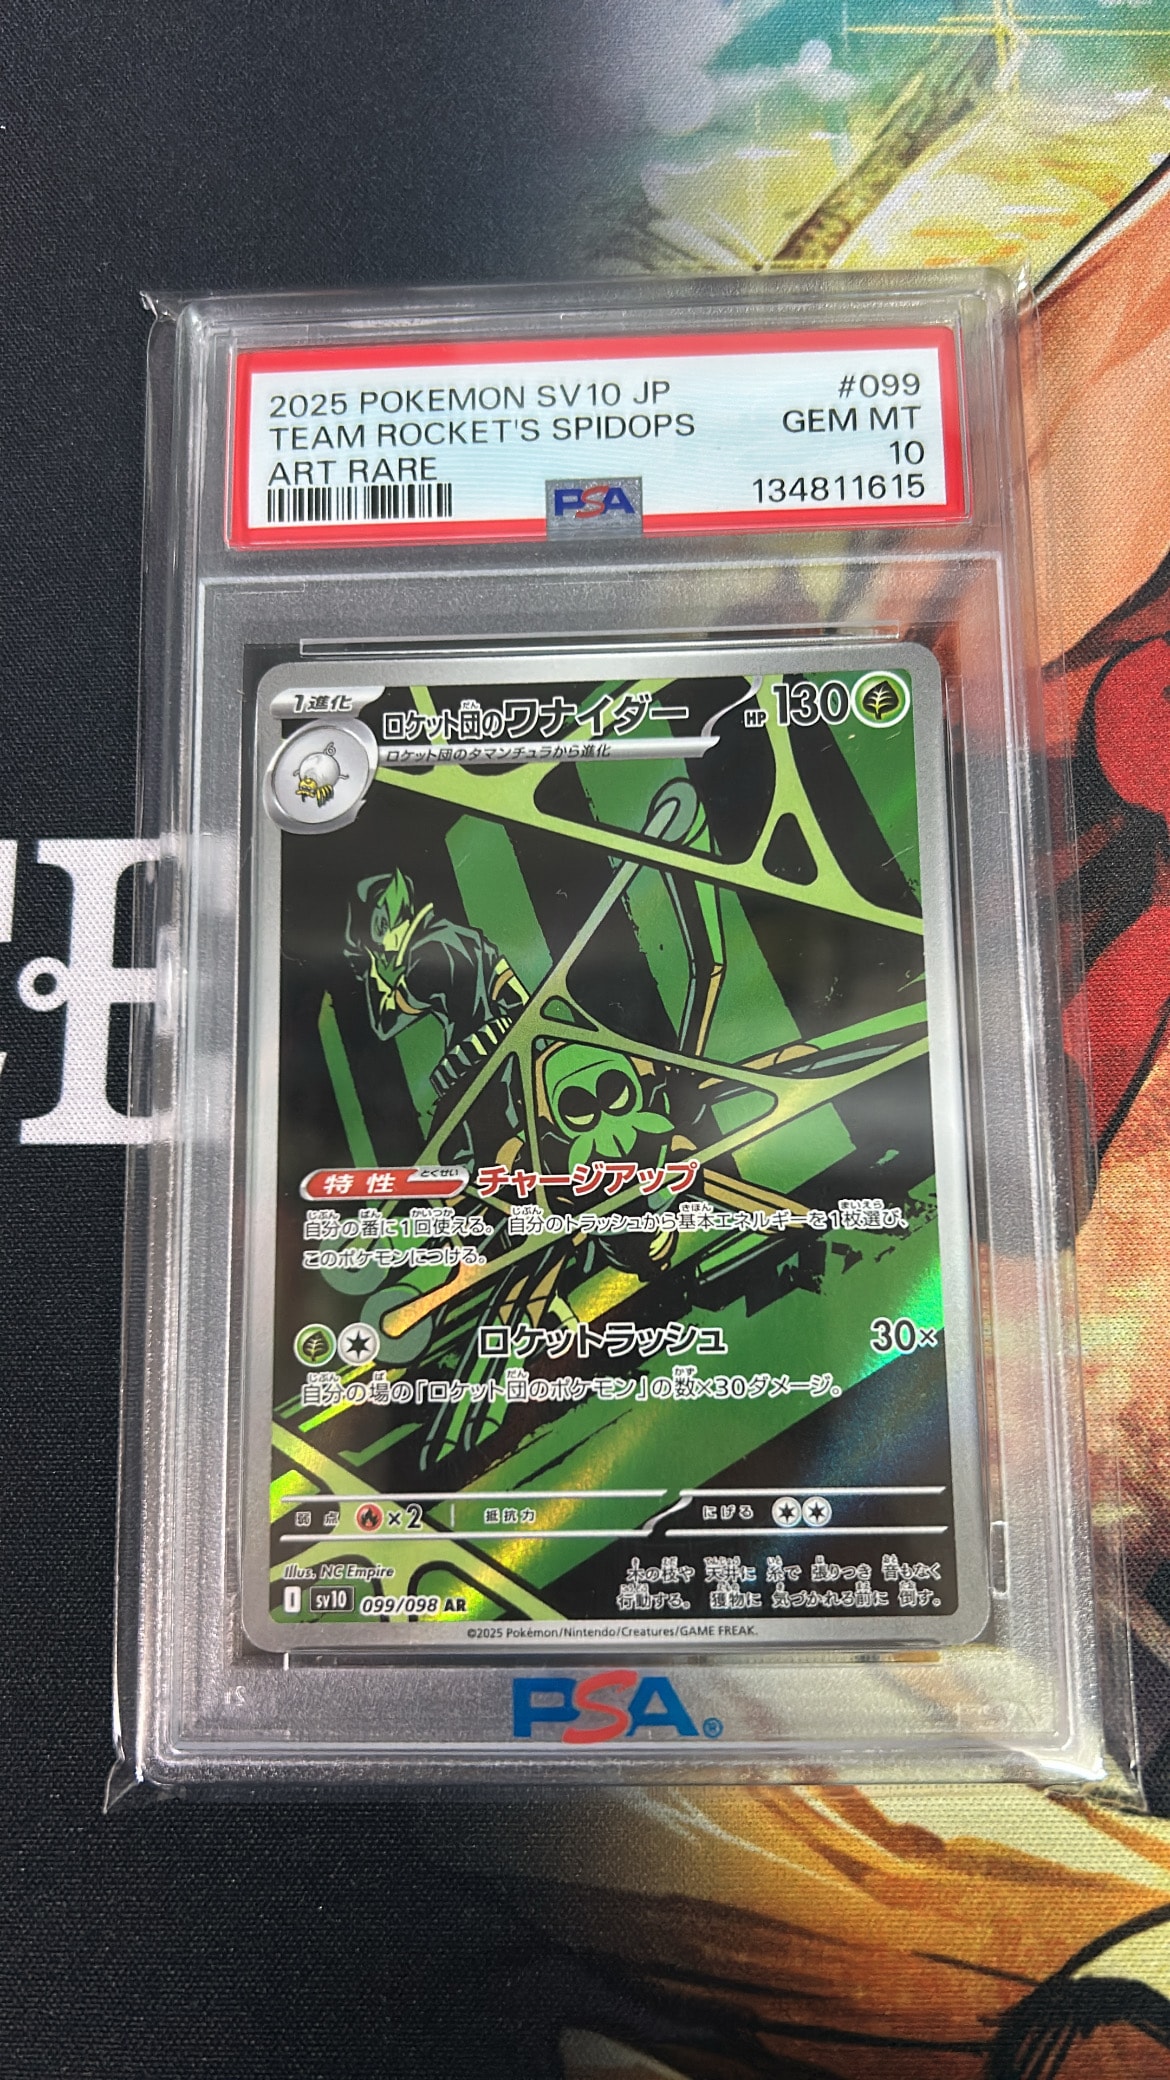 2025 POKEMON SV10 JP
#099
TEAM ROCKET'S SPIDOPS
GEM MT
ART RARE
10
134811615
PSA
1進化
ロケット団のワナイダー
だん
HP 130
ロケット団のタマンチュラから進化
特性
とくせい
チャージアップ
自分の番に1回使える。自分のトラッシュから基本エネルギーを1枚選び、
このポケモンにつける。
ロケットラッシュ
30×
自分の場の「ロケット団のポケモン」の数×30ダメージ。
弱点
×2
抵抗力
にげる
Illus. NC Empire
木の枝や 天井に 糸で 張りつき 音もなく
行動する。 獲物に 気づかれる前に 倒す。
I
sv10
099/098 AR
©2025 Pokémon/Nintendo/Creatures/GAME FREAK.
PSA®